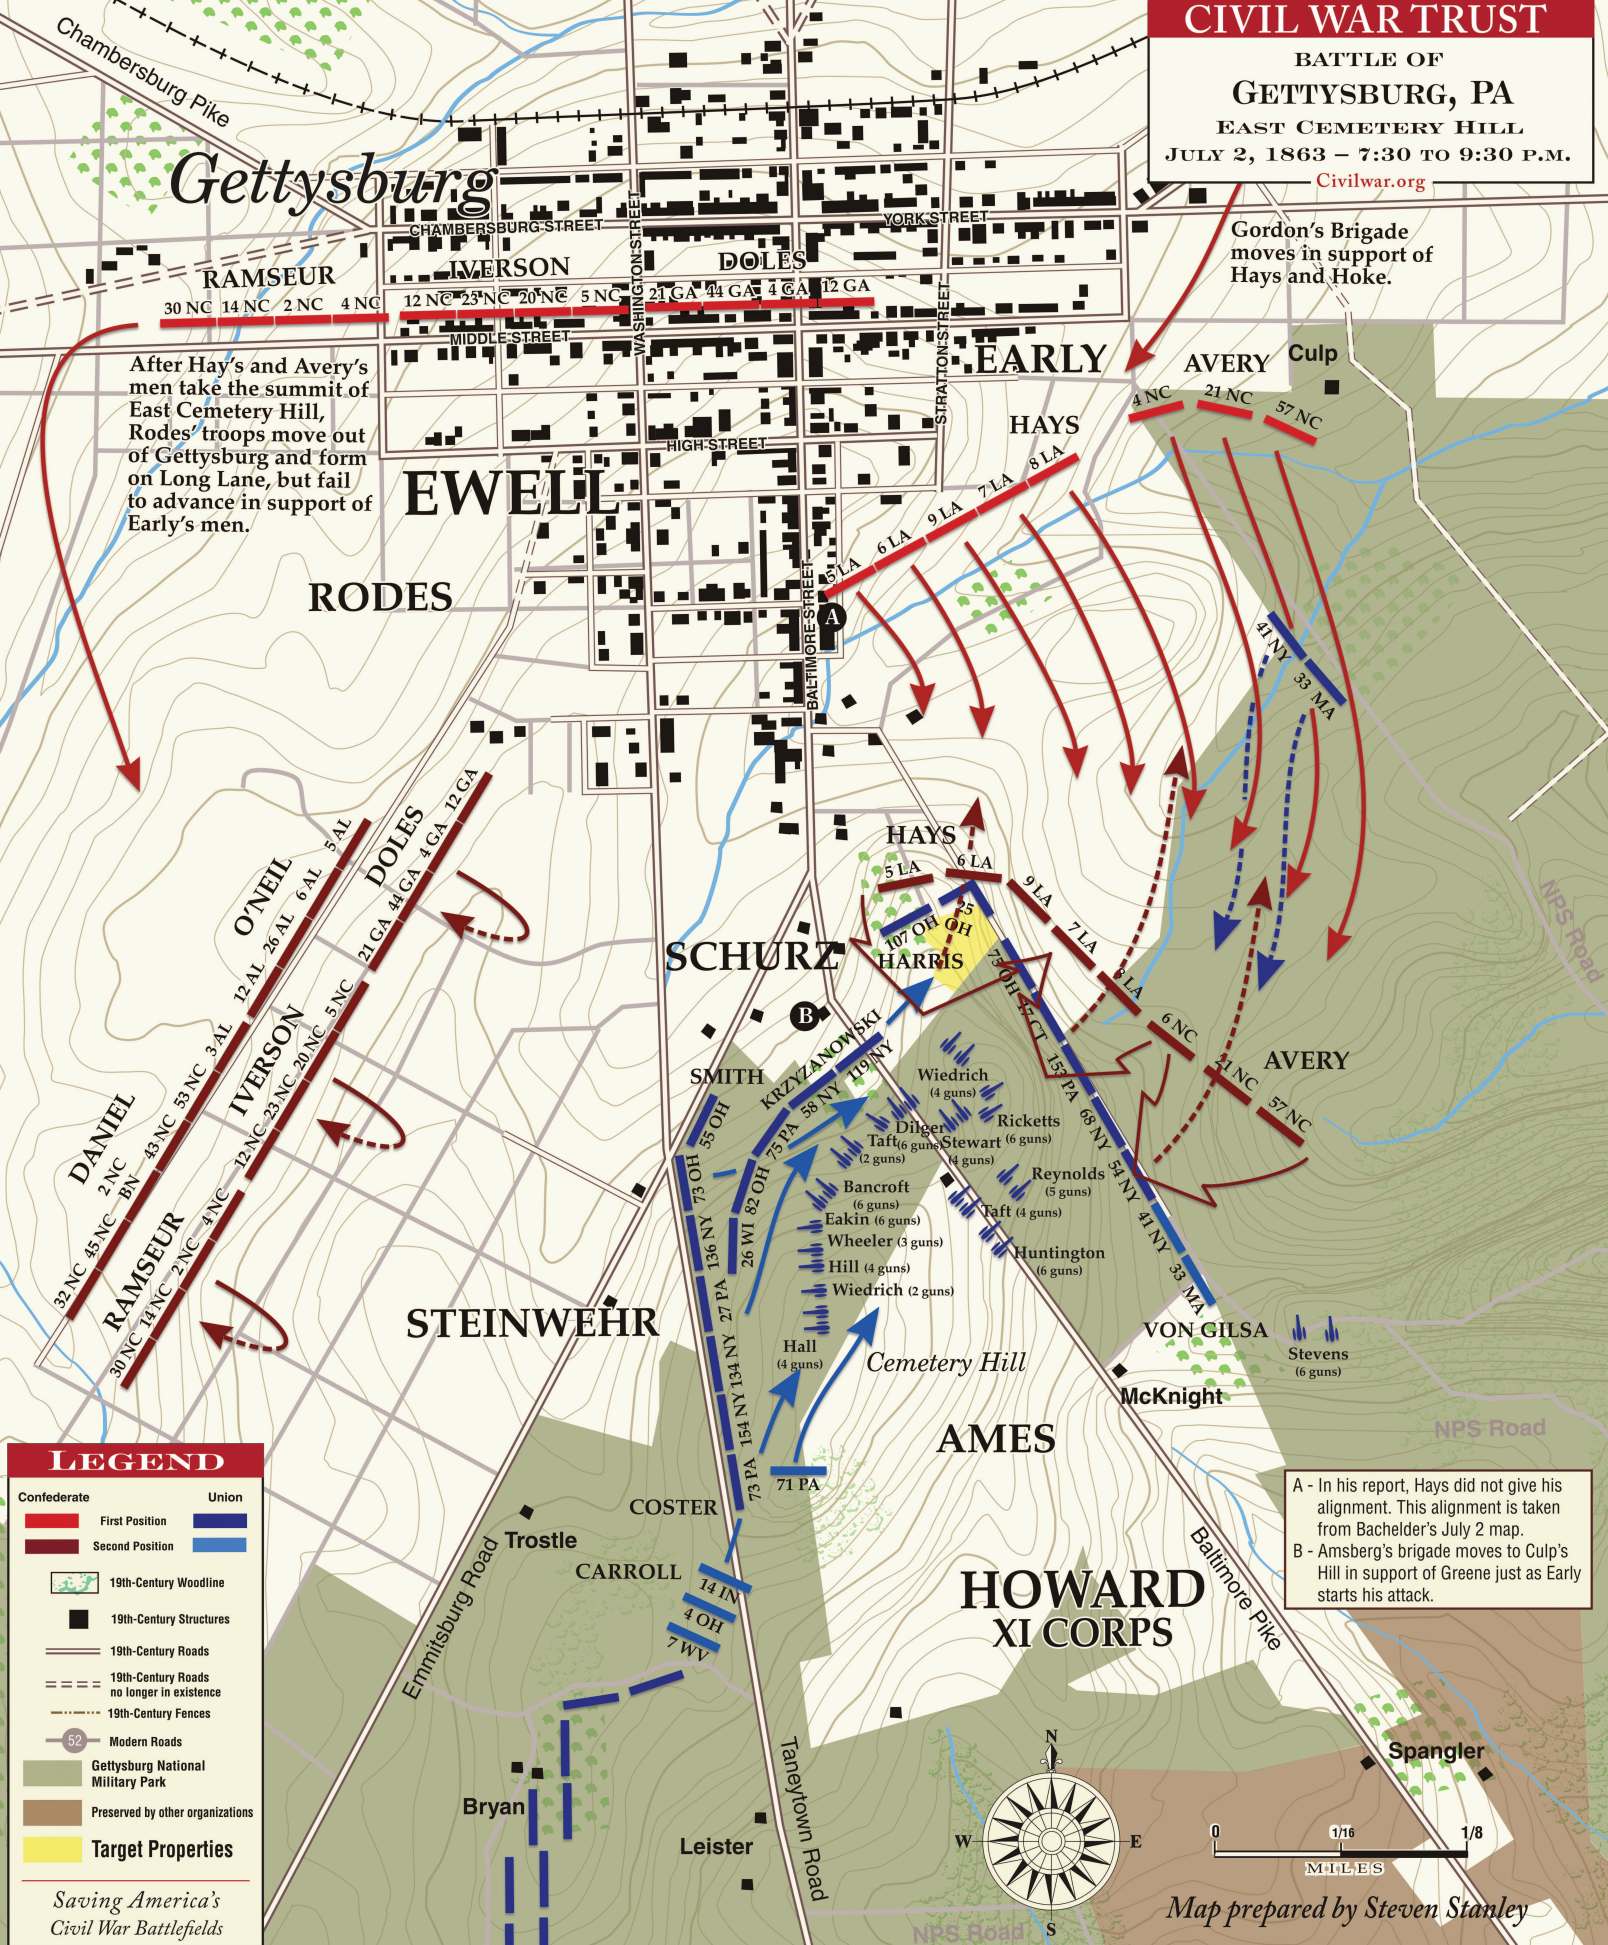 CIVIL WAR TRUST
BATTLE OF
GETTYSBURG, PA
EAST CEMETERY HILL
JULY 2, 1863 – 7:30 TO 9:30 P.M.
Civilwar.org
Chambersburg Pike
Gettysburg
CHAMBERSBURG STREET
YORK STREET
WASHINGTON STREET
MIDDLE STREET
STRATTON STREET
HIGH STREET
BALTIMORE STREET
Gordon's Brigade
moves in support of
Hays and Hoke.
RAMSEUR
30 NC 14 NC 2 NC 4 NC
IVERSON
12 NC 23 NC 20 NC 5 NC
DOLES
21 GA 44 GA 4 GA 12 GA
After Hay's and Avery's
men take the summit of
East Cemetery Hill,
Rodes' troops move out
of Gettysburg and form
on Long Lane, but fail
to advance in support of
Early's men.
EARLY
AVERY
Culp
4 NC
21 NC
57 NC
HAYS
8 LA
7 LA
9 LA
6 LA
5 LA
A
EWELL
RODES
41 NY
33 MA
O'NEIL
5 AL
6 AL
26 AL
12 AL
3 AL
DOLES
12 GA
4 GA
44 GA
21 GA
IVERSON
5 NC
20 NC
23 NC
12 NC
DANIEL
53 NC
43 NC
2 NC
BN
45 NC
32 NC
RAMSEUR
4 NC
2 NC
14 NC
30 NC
HAYS
5 LA
6 LA
9 LA
7 LA
8 LA
6 NC
21 NC
57 NC
AVERY
NPS Road
SCHURZ
107 OH
25
OH
HARRIS
75 OH
17 CT
153 PA
68 NY
54 NY
41 NY
33 MA
VON GILSA
B
SMITH
KRZYZANOWSKI
119 NY
58 NY
75 PA
82 OH
26 WI
55 OH
73 OH
136 NY
27 PA
134 NY
154 NY
73 PA
Wiedrich
(4 guns)
Ricketts
(6 guns)
Dilger
(6 guns)
Taft
(2 guns)
Stewart
(4 guns)
Reynolds
(5 guns)
Bancroft
(6 guns)
Taft (4 guns)
Eakin (6 guns)
Wheeler (3 guns)
Huntington
(6 guns)
Hill (4 guns)
Wiedrich (2 guns)
Hall
(4 guns)
Stevens
(6 guns)
STEINWEHR
Cemetery Hill
McKnight
AMES
NPS Road
71 PA
COSTER
CARROLL
14 IN
4 OH
7 WV
Trostle
Emmitsburg Road
HOWARD
XI CORPS
Baltimore Pike
A - In his report, Hays did not give his
alignment. This alignment is taken
from Bachelder's July 2 map.
B - Amsberg's brigade moves to Culp's
Hill in support of Greene just as Early
starts his attack.
Taneytown Road
Bryan
Leister
Spangler
NPS Road
N
W
E
S
0
1/16
1/8
MILES
Map prepared by Steven Stanley
LEGEND
Confederate
Union
First Position
Second Position
19th-Century Woodline
19th-Century Structures
19th-Century Roads
19th-Century Roads
no longer in existence
19th-Century Fences
52
Modern Roads
Gettysburg National
Military Park
Preserved by other organizations
Target Properties
Saving America's
Civil War Battlefields